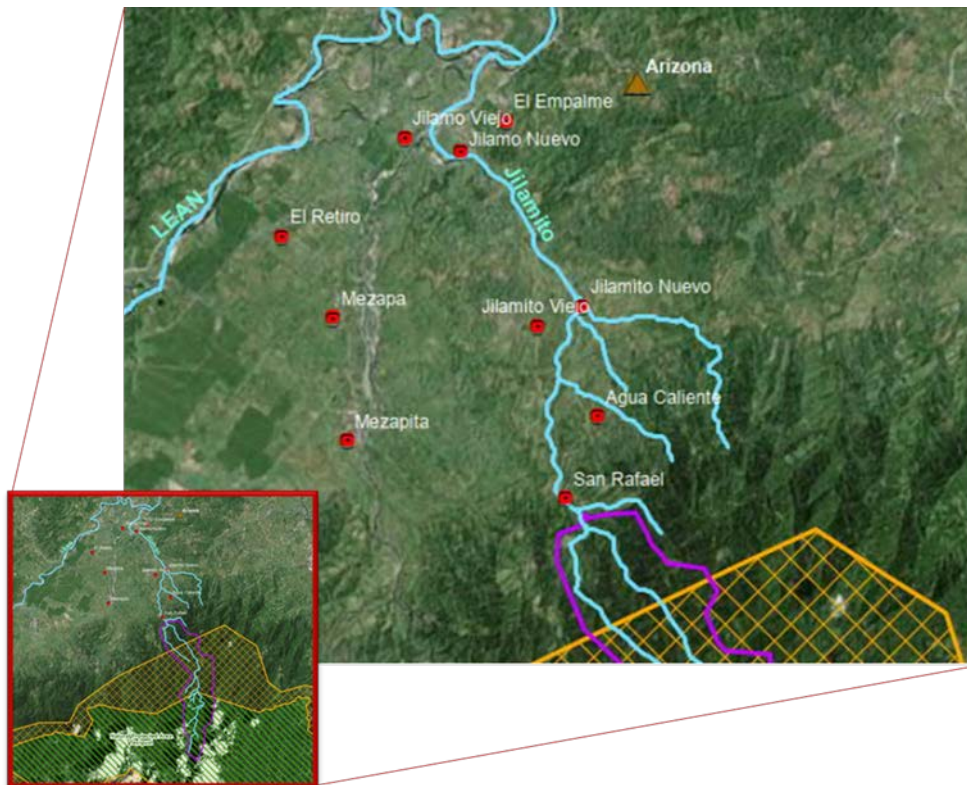 Arizona
El Empalme
Jilamo Viejo
Jilamo Nuevo
Jilamito
LEAN
El Retiro
Jilamito Nuevo
Mezapa
Jilamito Viejo
Agua Caliente
Mezapita
San Rafael